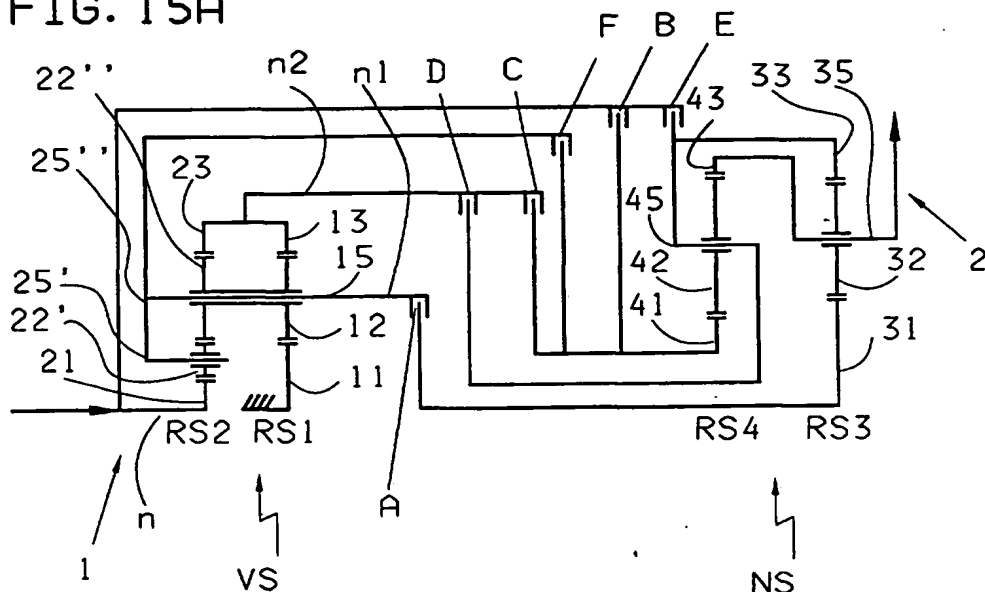 FIG. 15A
F B E
22'' n2 n1 D C 43 33 35
25'' 23
13 45
25' 15 42 32 2
22' 12 41
21 11 31
RS2 RS1 RS4 RS3
n A
1 VS NS